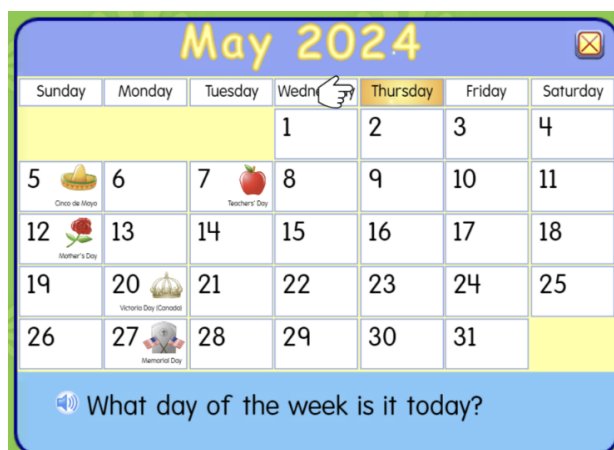 May 2024
Sunday Monday Tuesday Thursday Friday Saturday
1 2 3 4
5 Cinco de Mayo 6 7 Teachers' Day 8 9 10 11
12 Mother's Day 13 14 15 16 17 18
19 20 Victoria Day (Canada) 21 22 23 24 25
26 27 Memorial Day 28 29 30 31
What day of the week is it today?